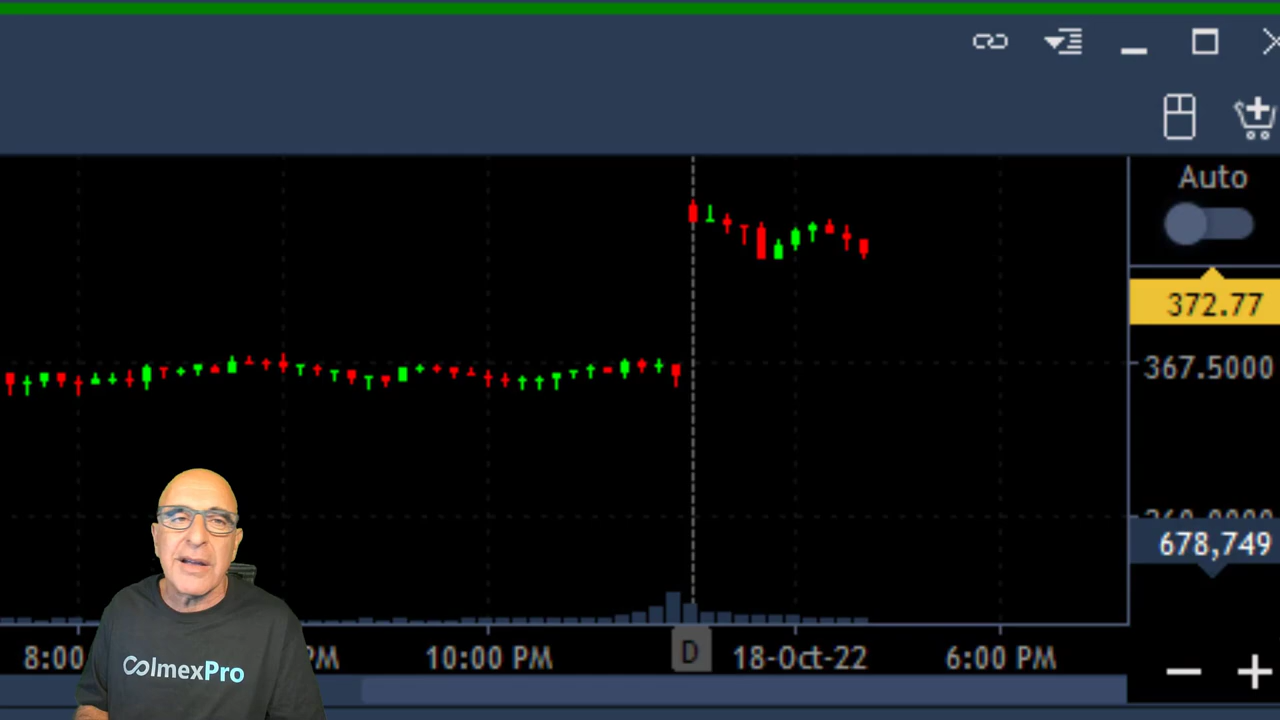 Auto
372.77
367.5000
678,749
8:00
PM
10:00 PM
D
18-Oct-22
6:00 PM
ColmexPro